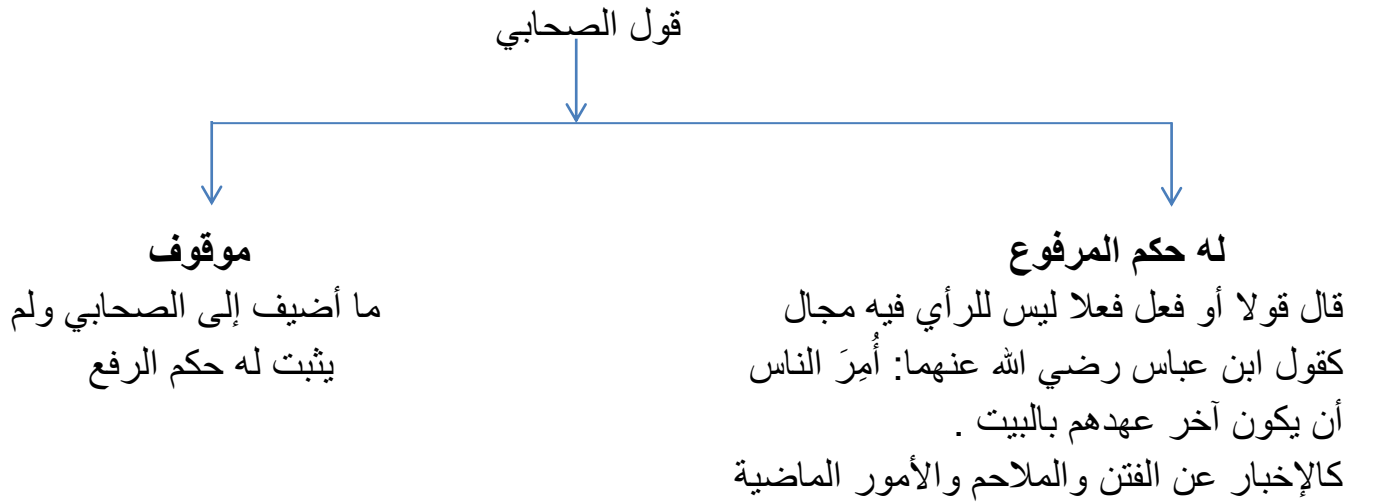 قول الصحابي
له حكم المرفوع
قال قولا أو فعل فعلا ليس للرأي فيه مجال
كقول ابن عباس رضي الله عنهما: أُمِرَ الناس
أن يكون آخر عهدهم بالبيت .
كالإخبار عن الفتن والملاحم والأمور الماضية
موقوف
ما أضيف إلى الصحابي ولم
يثبت له حكم الرفع